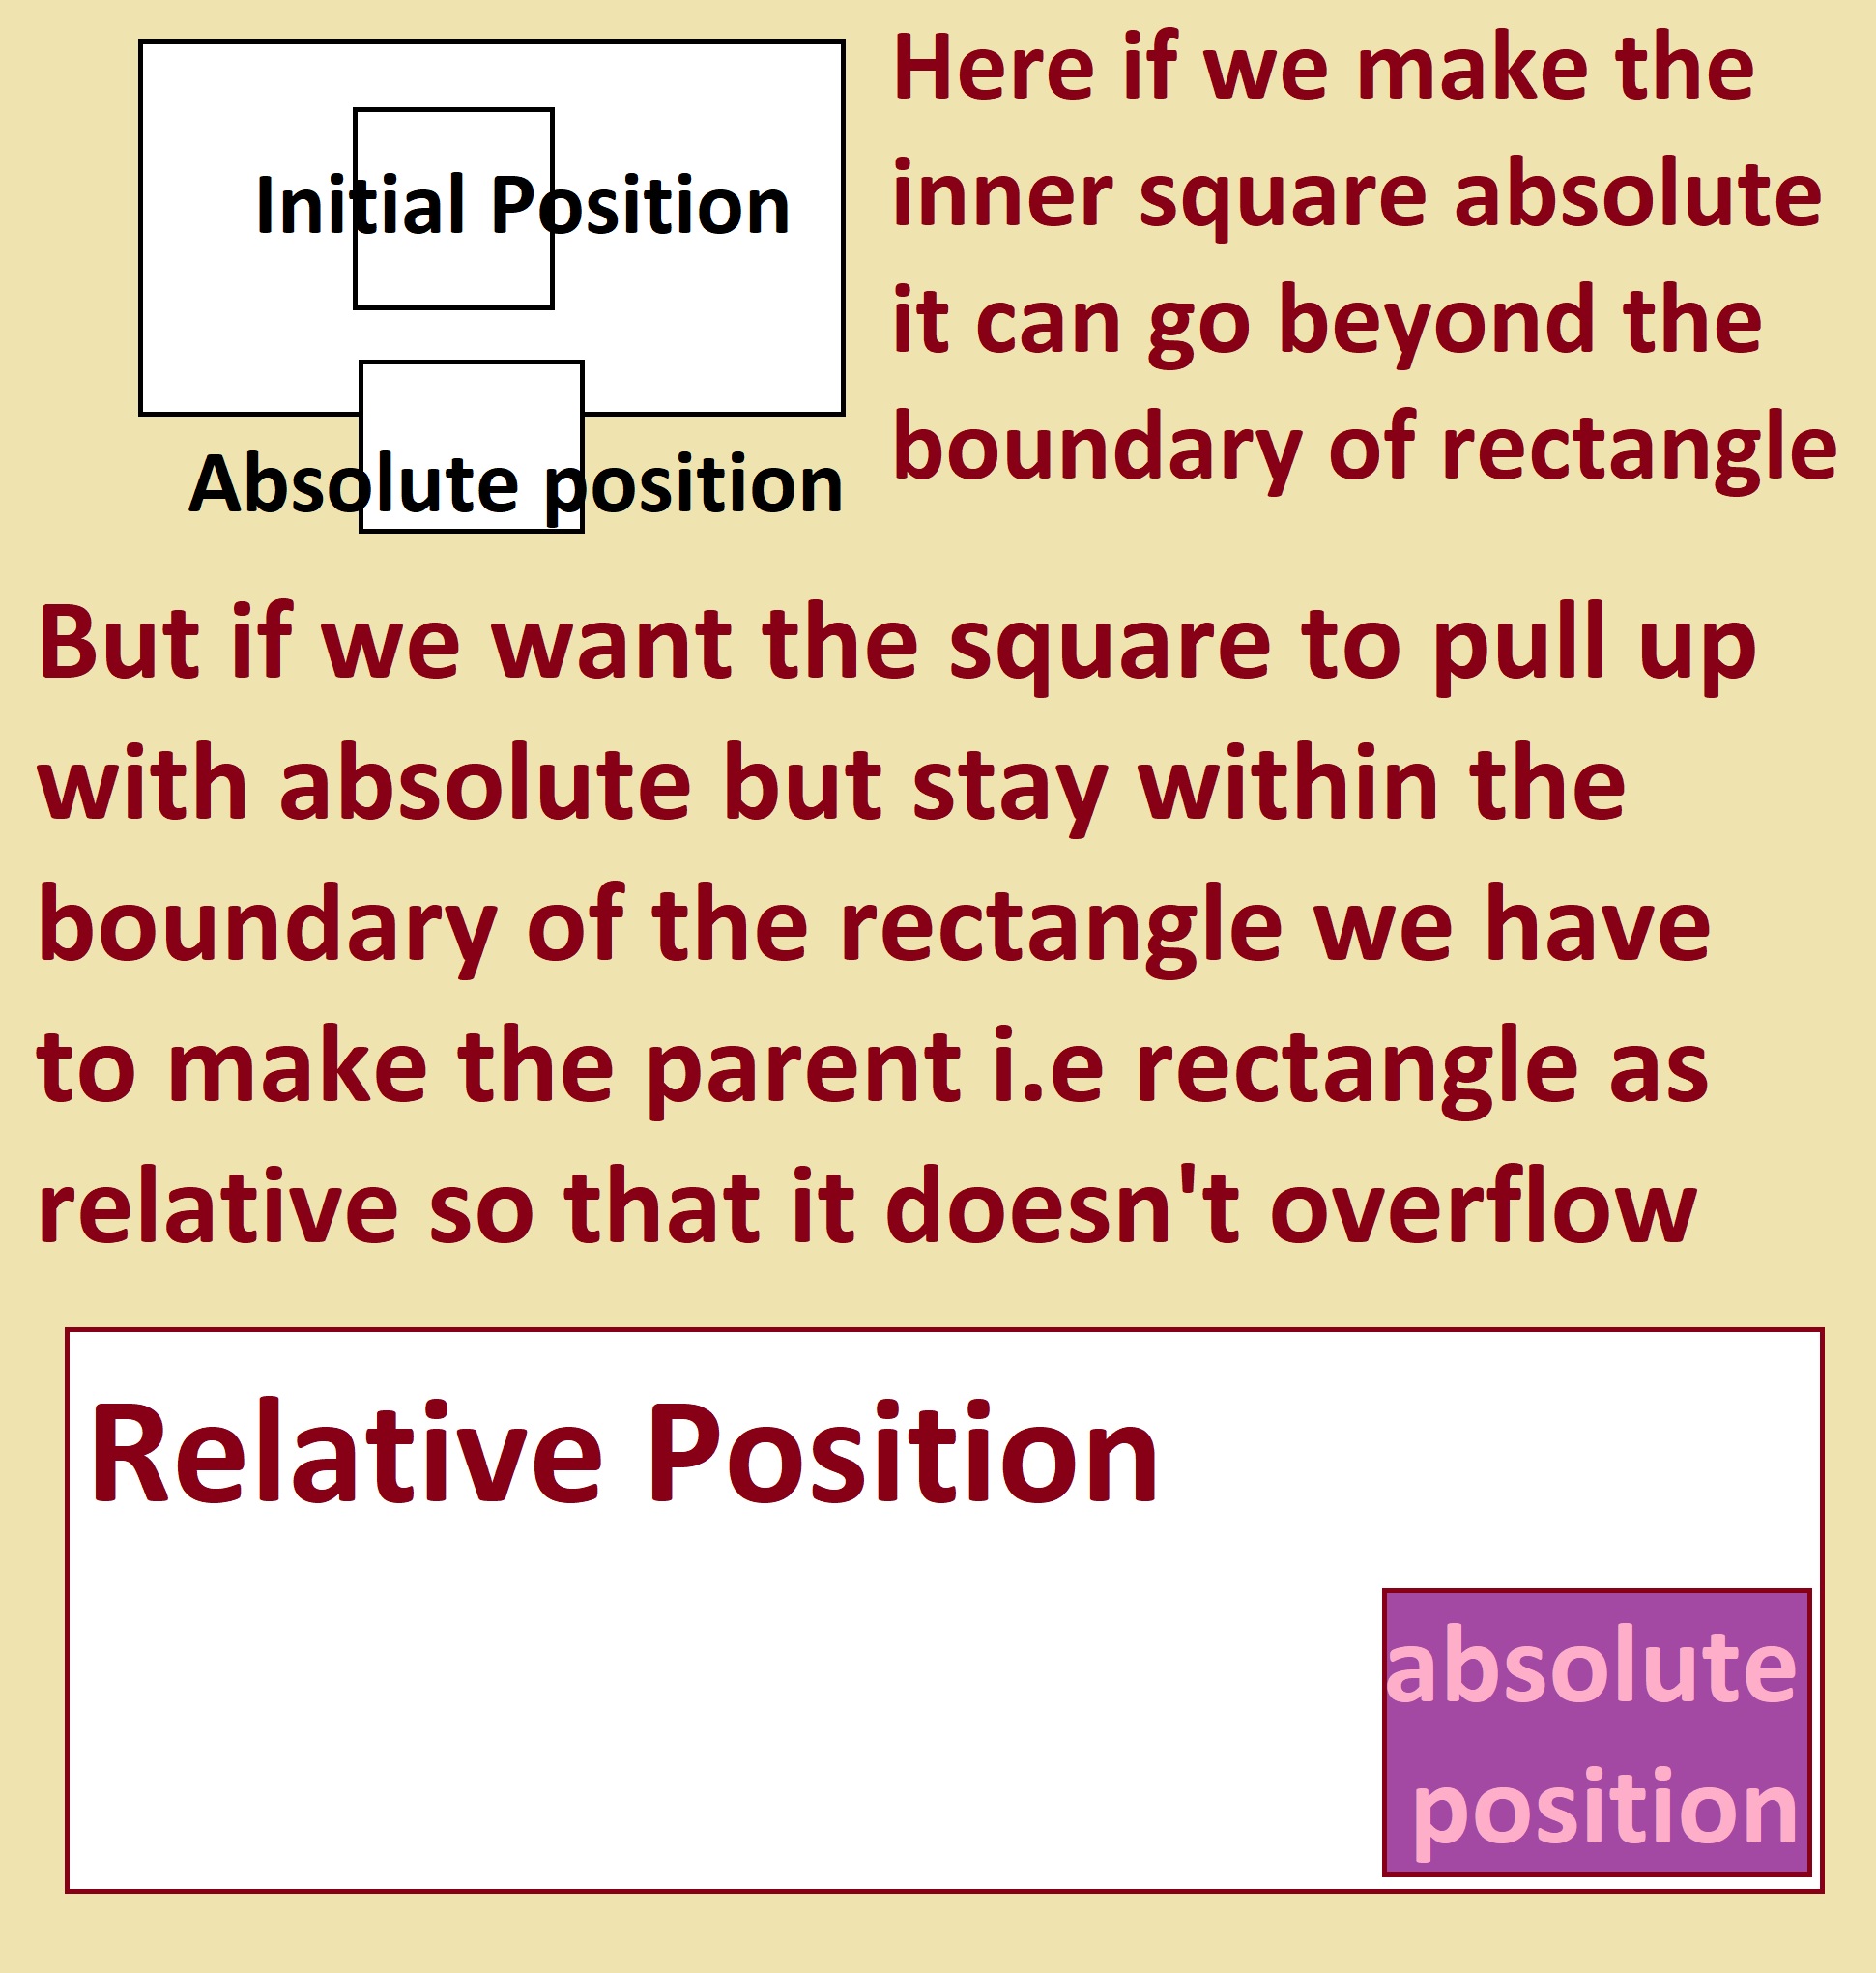 Initial Position
Absolute position
Here if we make the
inner square absolute
it can go beyond the
boundary of rectangle
But if we want the square to pull up
with absolute but stay within the
boundary of the rectangle we have
to make the parent i.e rectangle as
relative so that it doesn't overflow
Relative Position
absolute
position